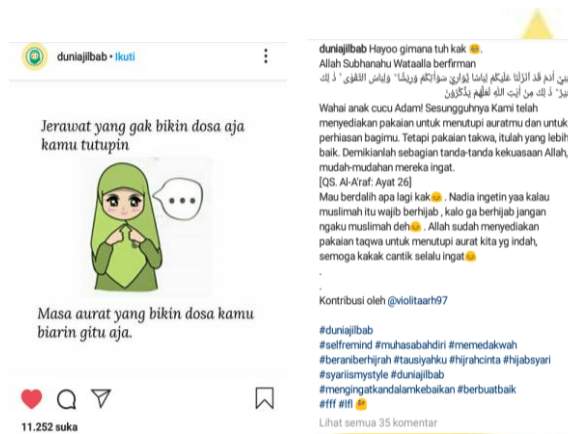 duniajilbab • Ikuti
Jerawat yang gak bikin dosa aja
kamu tutupin
Masa aurat yang bikin dosa kamu
biarin gitu aja.
11.252 suka
duniajilbab Hayoo gimana tuh kak
Allah Subhanahu Wataalla berfirman
بَنِيْ اٰدَمَ قَدْ اَنْزَلْنَا عَلَيْكُمْ لِبَاسًا يُّوَارِيْ سَوْاٰتِكُمْ وَرِيْشًا ۗ وَلِبَاسُ التَّقْوٰى ۙ ذٰ لِكَ
خَيْرٌ ۗ ذٰ لِكَ مِنْ اٰيٰتِ اللّٰهِ لَعَلَّهُمْ يَذَّكَّرُوْنَ
Wahai anak cucu Adam! Sesungguhnya Kami telah
menyediakan pakaian untuk menutupi auratmu dan untuk
perhiasan bagimu. Tetapi pakaian takwa, itulah yang lebih
baik. Demikianlah sebagian tanda-tanda kekuasaan Allah,
mudah-mudahan mereka ingat.
[QS. Al-A'raf: Ayat 26]
Mau berdalih apa lagi kak . Nadia ingetin yaa kalau
muslimah itu wajib berhijab , kalo ga berhijab jangan
ngaku muslimah deh . Allah sudah menyediakan
pakaian taqwa untuk menutupi aurat kita yg indah,
semoga kakak cantik selalu ingat
.
.
Kontribusi oleh @violitaarh97
#duniajilbab
#selfremind #muhasabahdiri #memedakwah
#beraniberhijrah #tausiyahku #hijrahcinta #hijabsyari
#syariismystyle #duniajilbab
#mengingatkandalamkebaikan #berbuatbaik
#fff #lfl
Lihat semua 35 komentar